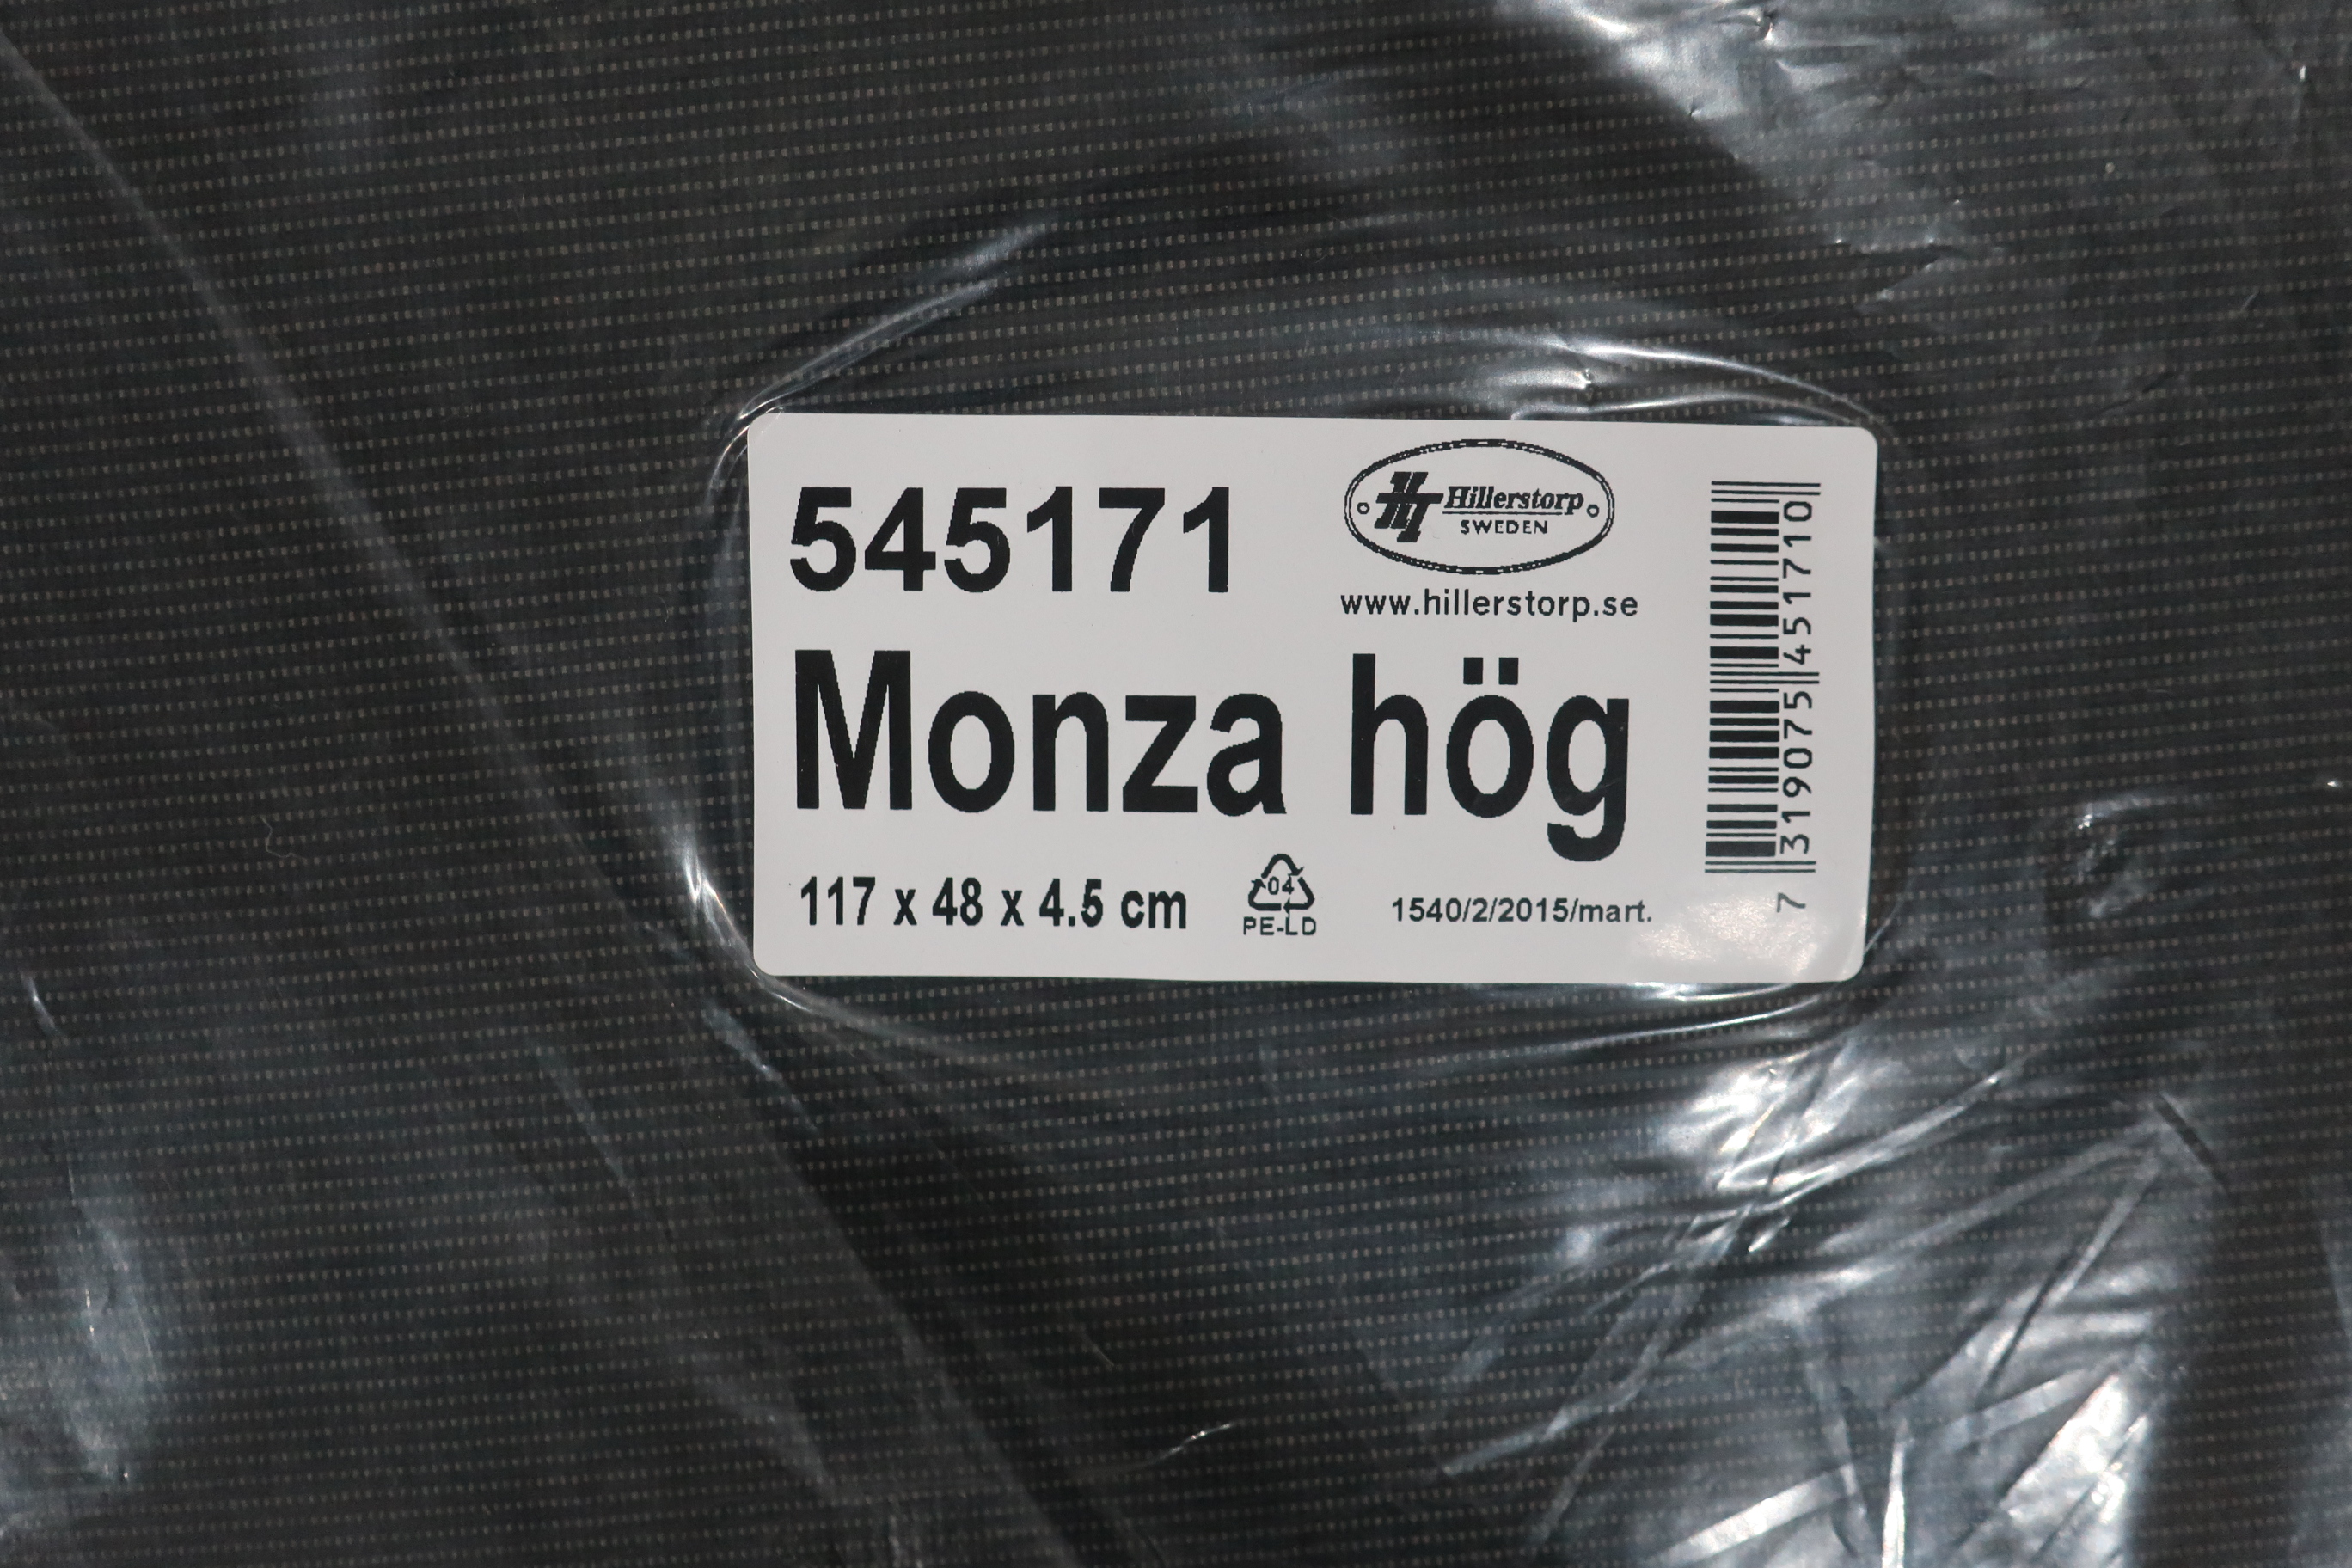 545171
Hillerstorp
SWEDEN
www.hillerstorp.se
Monza hög
117 x 48 x 4.5 cm
04
PE-LD
1540/2/2015/mart.
7 319075 451710